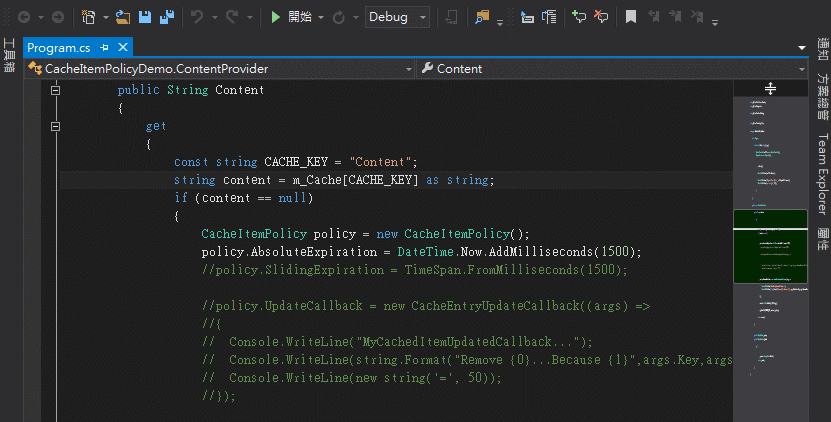 開始
Debug
工具箱
Program.cs
CacheItemPolicyDemo.ContentProvider
Content
public String Content
{
get
{
const string CACHE_KEY = "Content";
string content = m_Cache[CACHE_KEY] as string;
if (content == null)
{
CacheItemPolicy policy = new CacheItemPolicy();
policy.AbsoluteExpiration = DateTime.Now.AddMilliseconds(1500);
//policy.SlidingExpiration = TimeSpan.FromMilliseconds(1500);
//policy.UpdateCallback = new CacheEntryUpdateCallback((args) =>
//{
//  Console.WriteLine("MyCachedItemUpdatedCallback...");
//  Console.WriteLine(string.Format("Remove {0}...Because {1}",args.Key,args
//  Console.WriteLine(new string('=', 50));
//});
通知
方案總管
Team Explorer
屬性